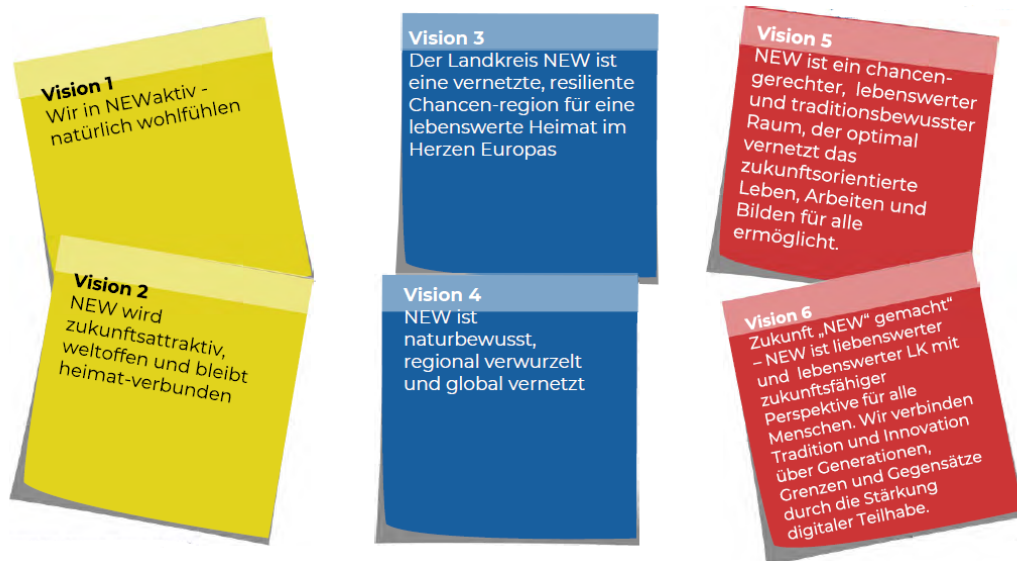 Vision 1
Wir in NEWaktiv -
natürlich wohlfühlen
Vision 2
NEW wird
zukunftsattraktiv,
weltoffen und bleibt
heimat-verbunden
Vision 3
Der Landkreis NEW ist
eine vernetzte, resiliente
Chancen-region für eine
lebenswerte Heimat im
Herzen Europas
Vision 4
NEW ist
naturbewusst,
regional verwurzelt
und global vernetzt
Vision 5
NEW ist ein chancen-
gerechter, lebenswerter
und traditionsbewusster
Raum, der optimal
vernetzt das
zukunftsorientierte
Leben, Arbeiten und
Bilden für alle
ermöglicht.
Vision 6
Zukunft „NEW“ gemacht“
– NEW ist liebenswerter
und lebenswerter LK mit
zukunftsfähiger
Perspektive für alle
Menschen. Wir verbinden
Tradition und Innovation
über Generationen,
Grenzen und Gegensätze
durch die Stärkung
digitaler Teilhabe.